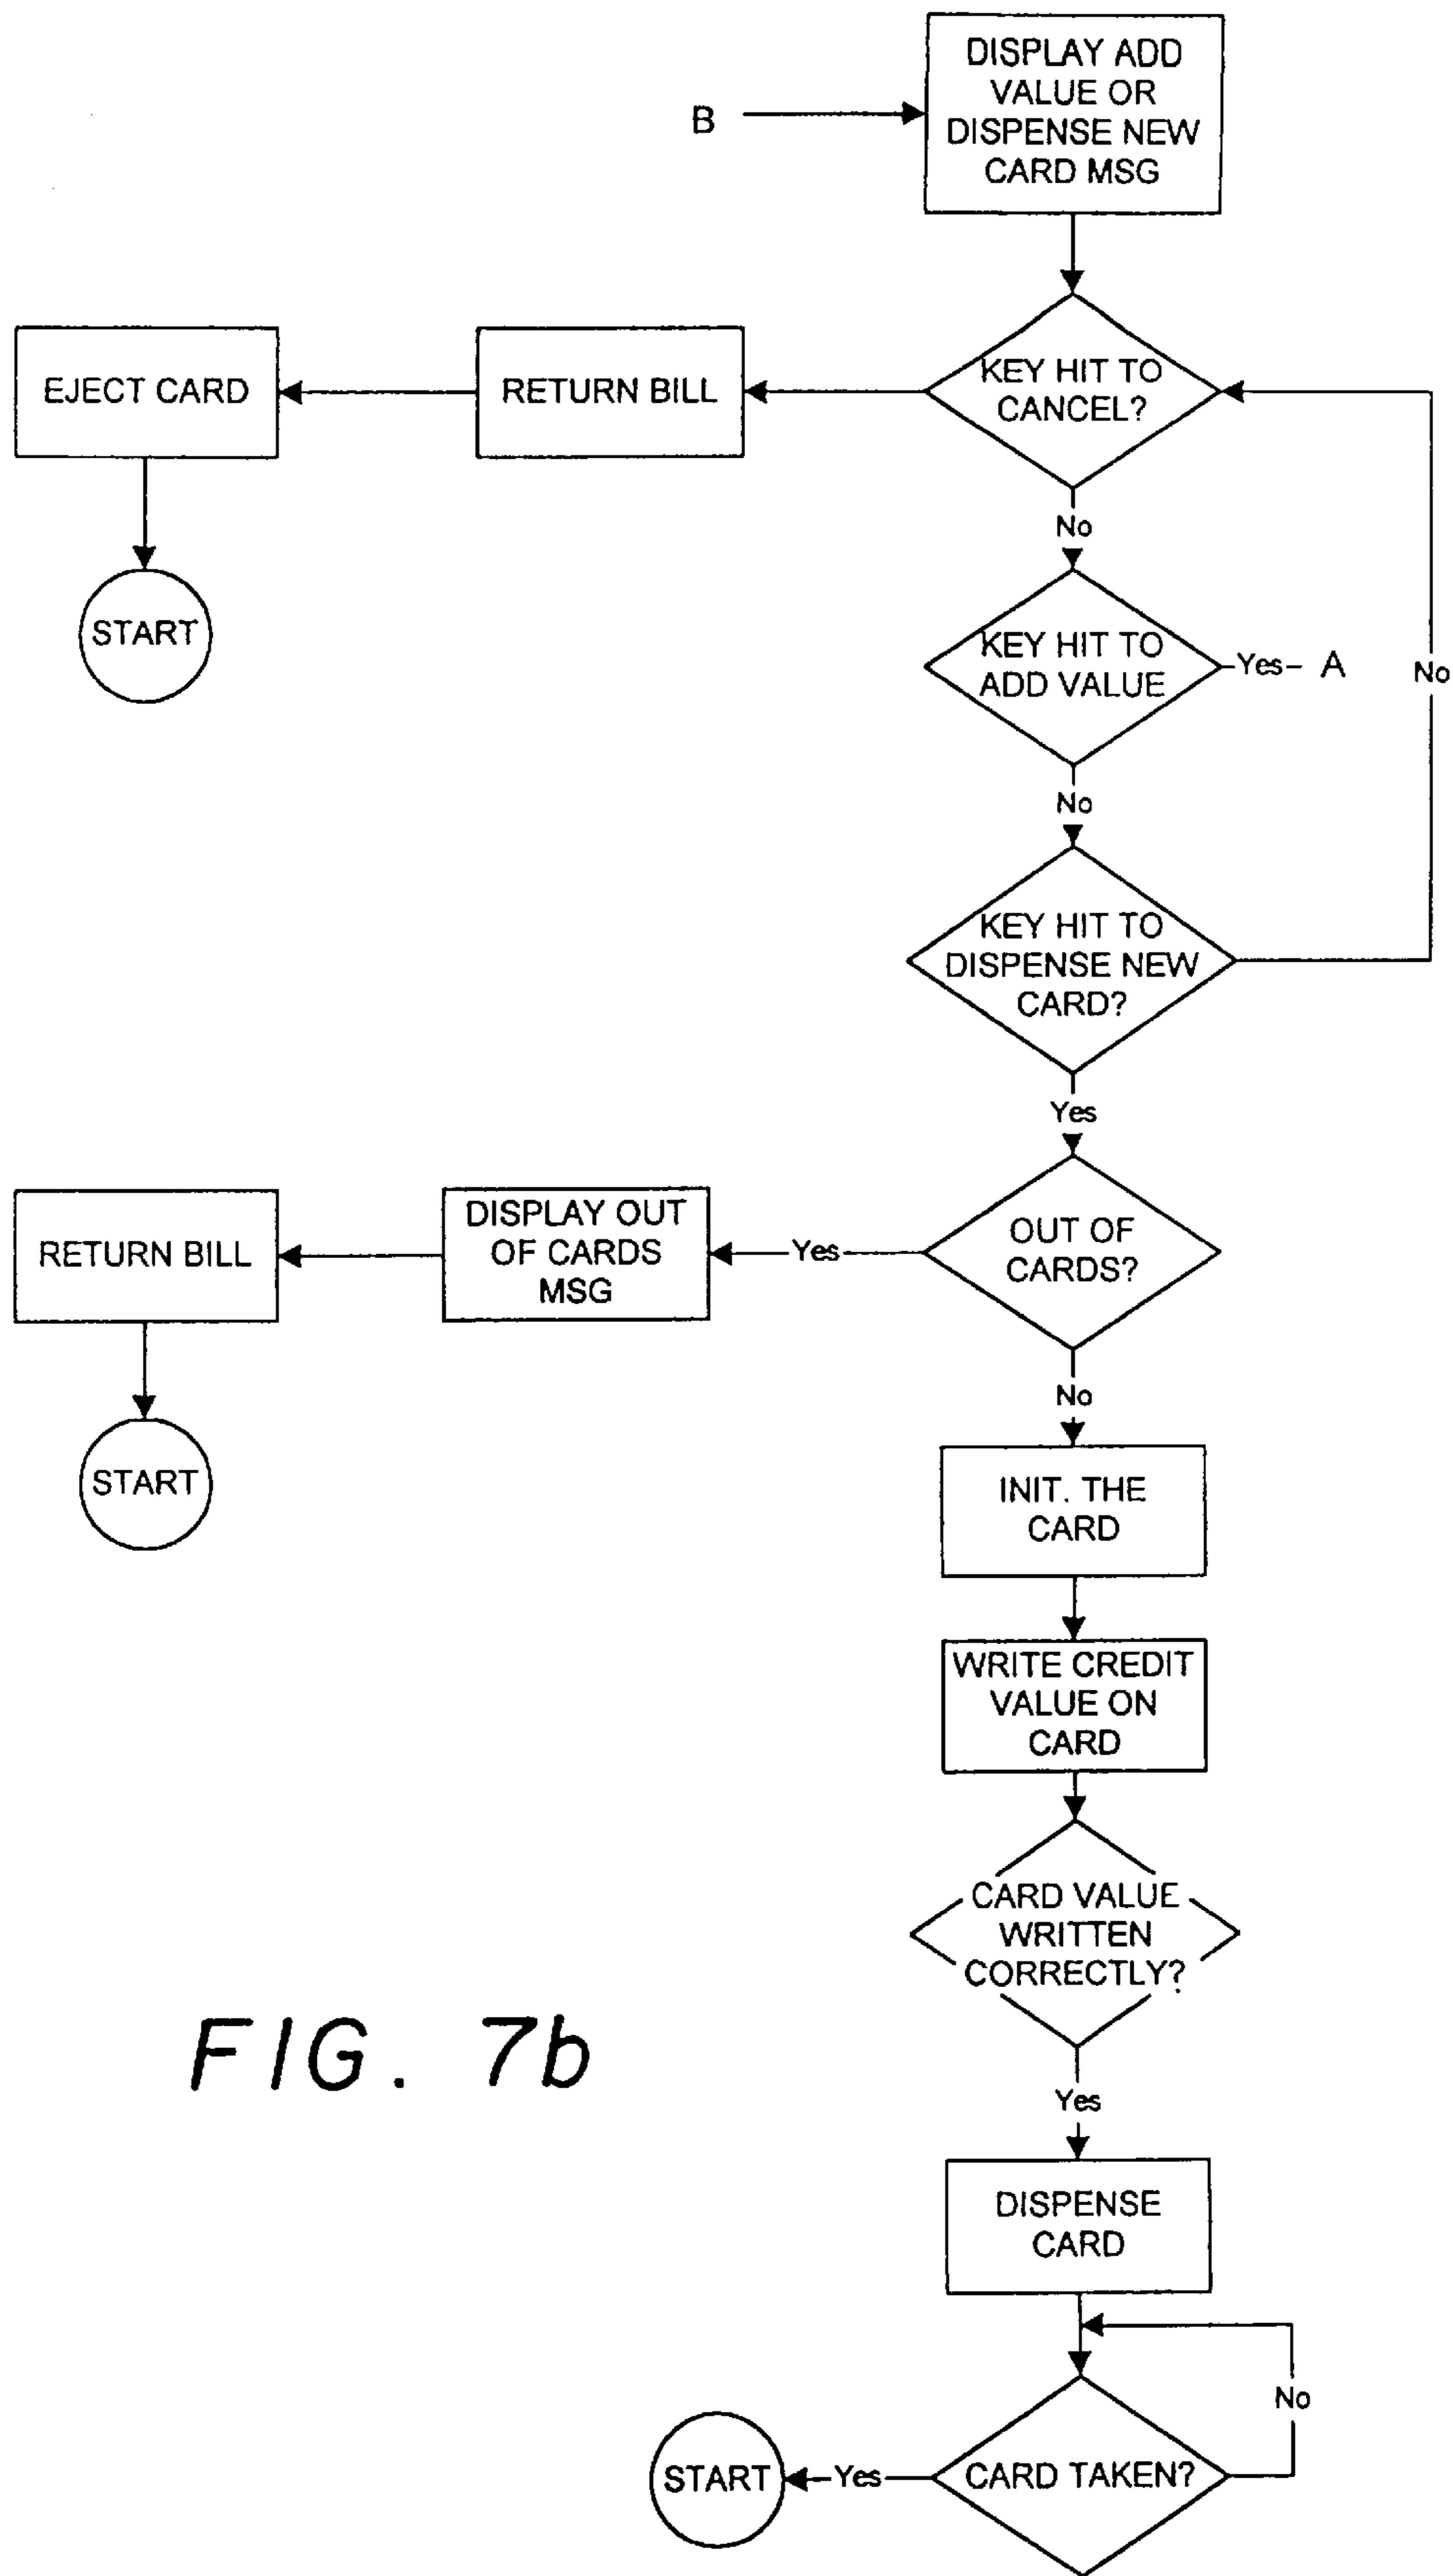 DISPLAY ADD
VALUE OR
DISPENSE NEW
CARD MSG
B
EJECT CARD
RETURN BILL
KEY HIT TO
CANCEL?
No
START
KEY HIT TO
ADD VALUE
Yes
A
No
No
KEY HIT TO
DISPENSE NEW
CARD?
Yes
RETURN BILL
DISPLAY OUT
OF CARDS
MSG
Yes
OUT OF
CARDS?
No
START
INIT. THE
CARD
WRITE CREDIT
VALUE ON
CARD
CARD VALUE
WRITTEN
CORRECTLY?
FIG. 7b
Yes
DISPENSE
CARD
No
START
Yes
CARD TAKEN?